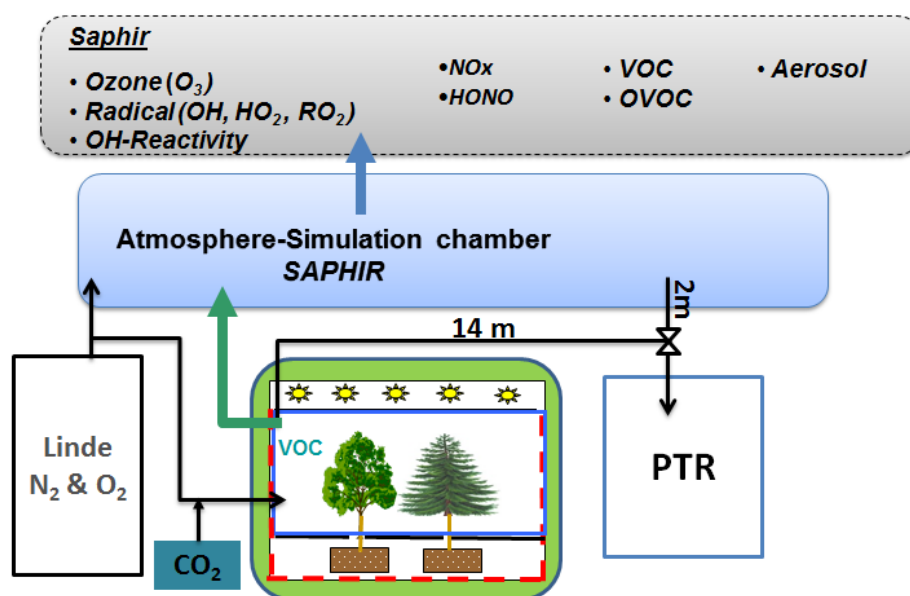 Saphir
• Ozone (O₃)
• Radical (OH, HO₂, RO₂)
• OH-Reactivity
•NOx
•HONO
• VOC
• OVOC
• Aerosol
Atmosphere-Simulation chamber
SAPHIR
2m
14 m
Linde
N₂ & O₂
VOC
PTR
CO₂